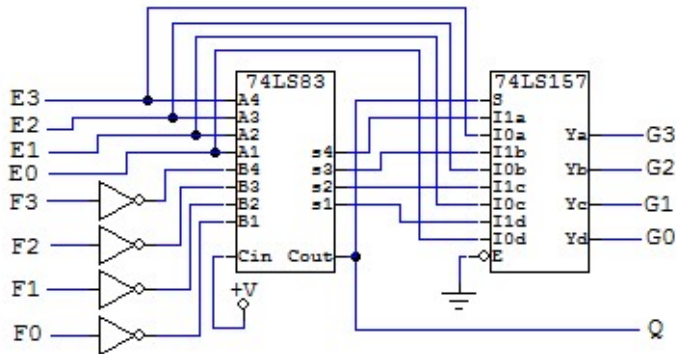 74LS83 74LS157
E3 A4 S
E2 A3 I1a
E1 A2 I0a Ya G3
E0 A1 s4 I1b
F3 B4 s3 I0b Yb G2
B3 s2 I1c
F2 B2 s1 I0c Yc G1
B1 I1d
I0d Yd G0
F1 Cin Cout E
+V
F0 Q